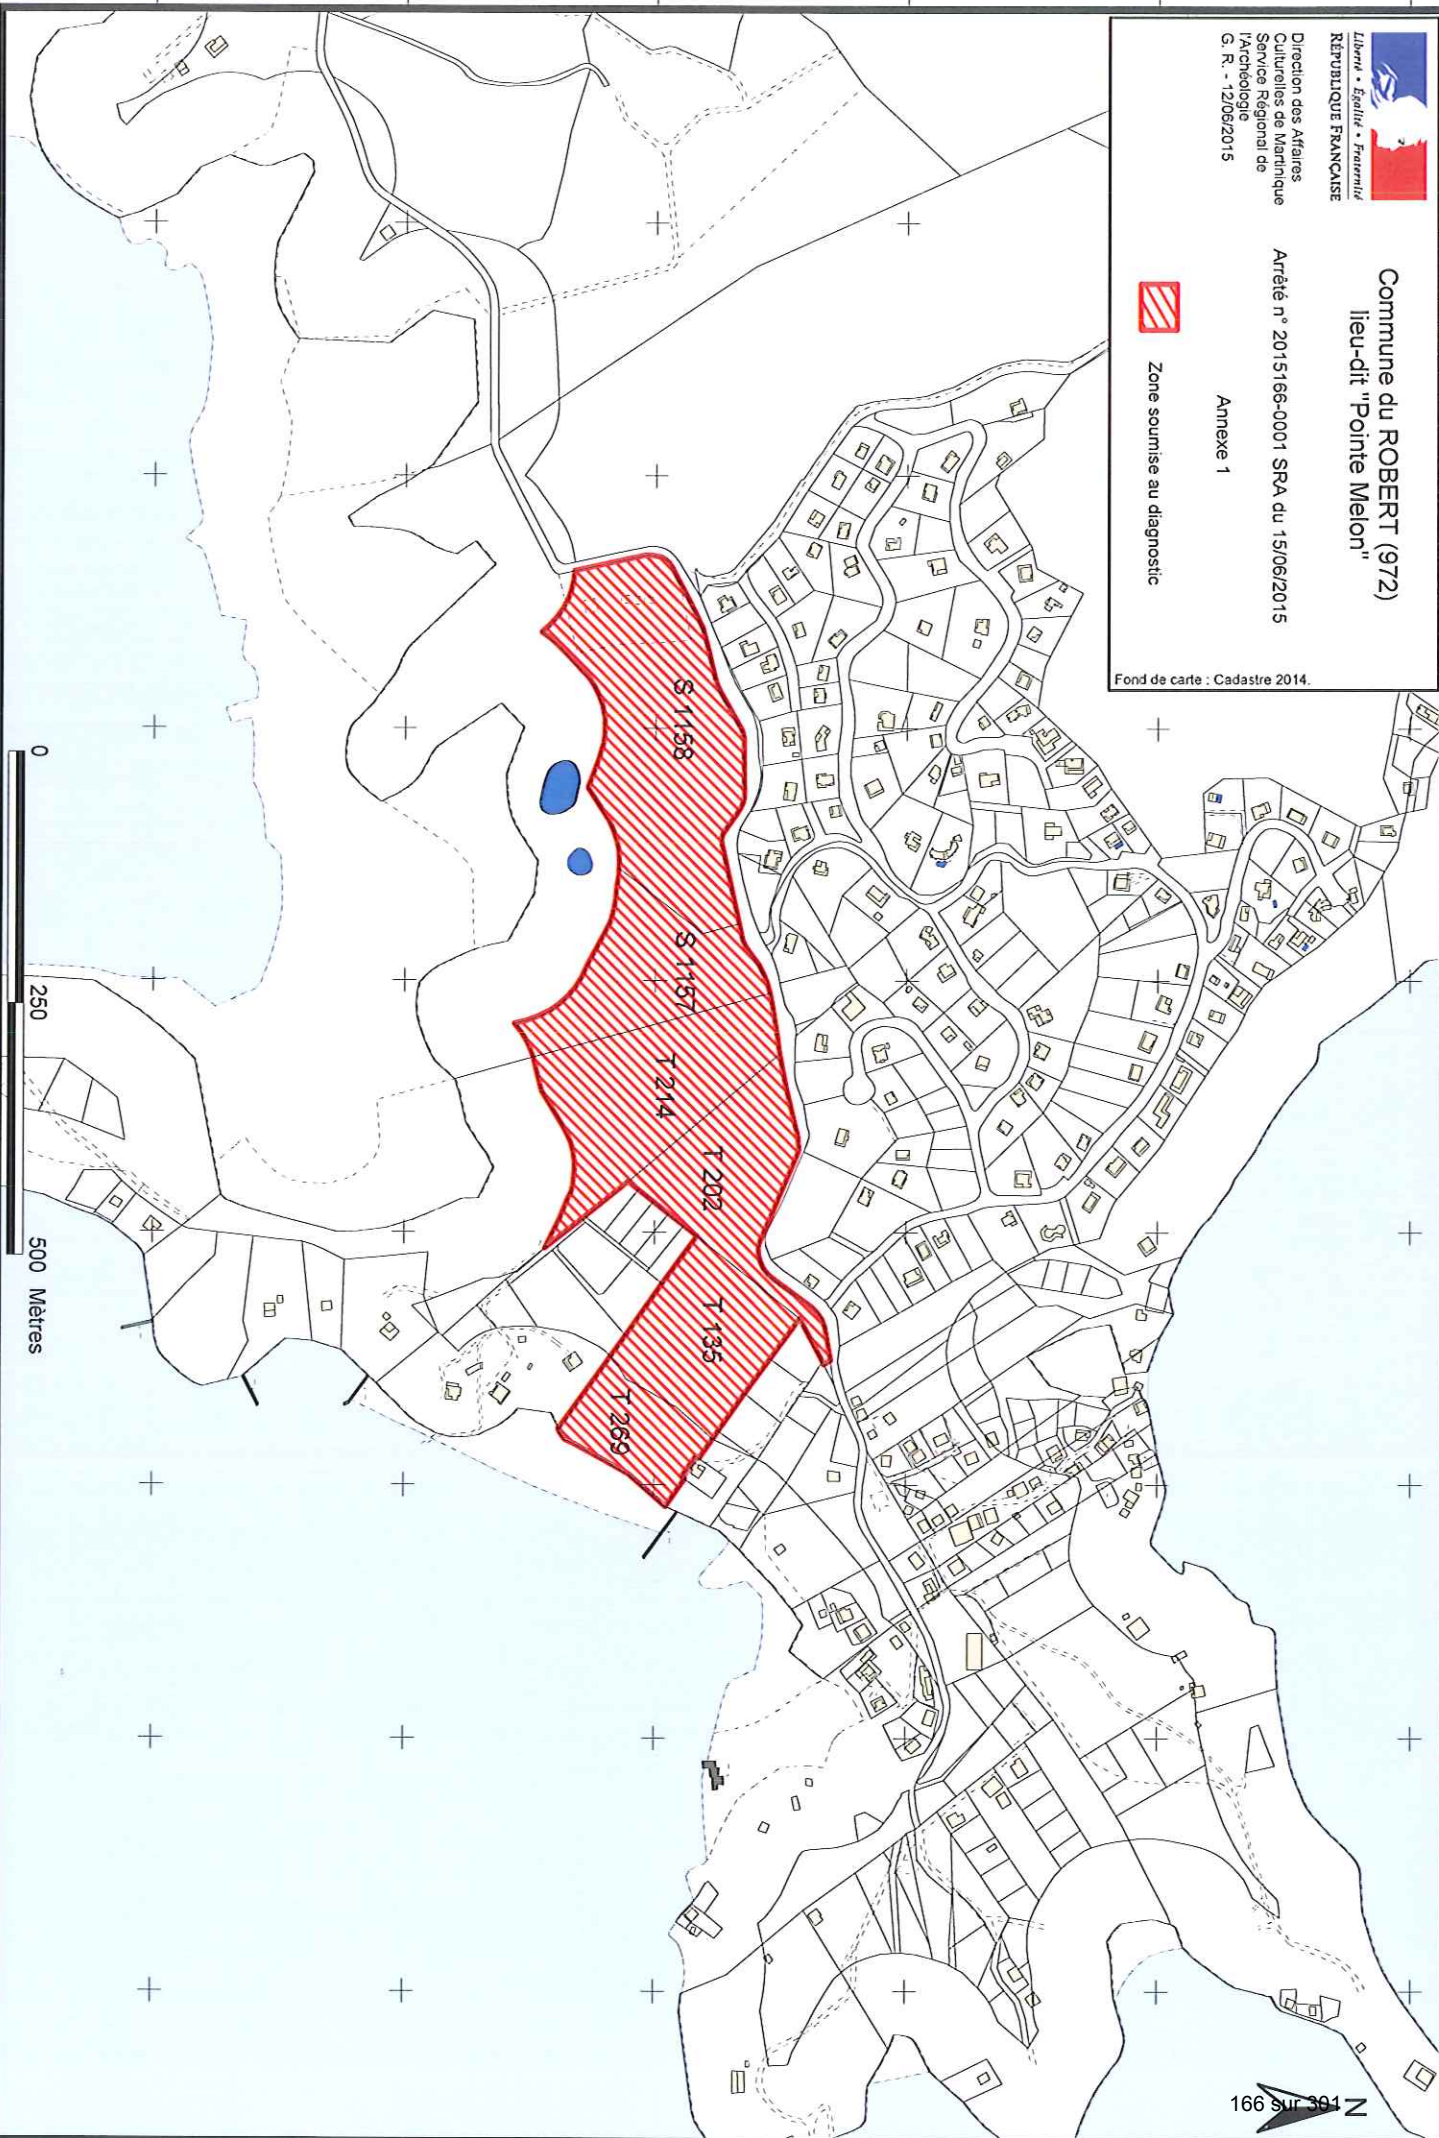 Liberté • Égalité • Fraternité
RÉPUBLIQUE FRANÇAISE
Commune du ROBERT (972)
lieu-dit "Pointe Melon"
Direction des Affaires
Culturelles de Martinique
Service Régional de
l'Archéologie
G. R. - 12/06/2015
Arrêté n° 2015166-0001 SRA du 15/06/2015
Annexe 1
Zone soumise au diagnostic
Fond de carte : Cadastre 2014.
S 1158
S 1157
T 214
T 202
T 135
T 269
0
250
500 Mètres
N
166 sur 301